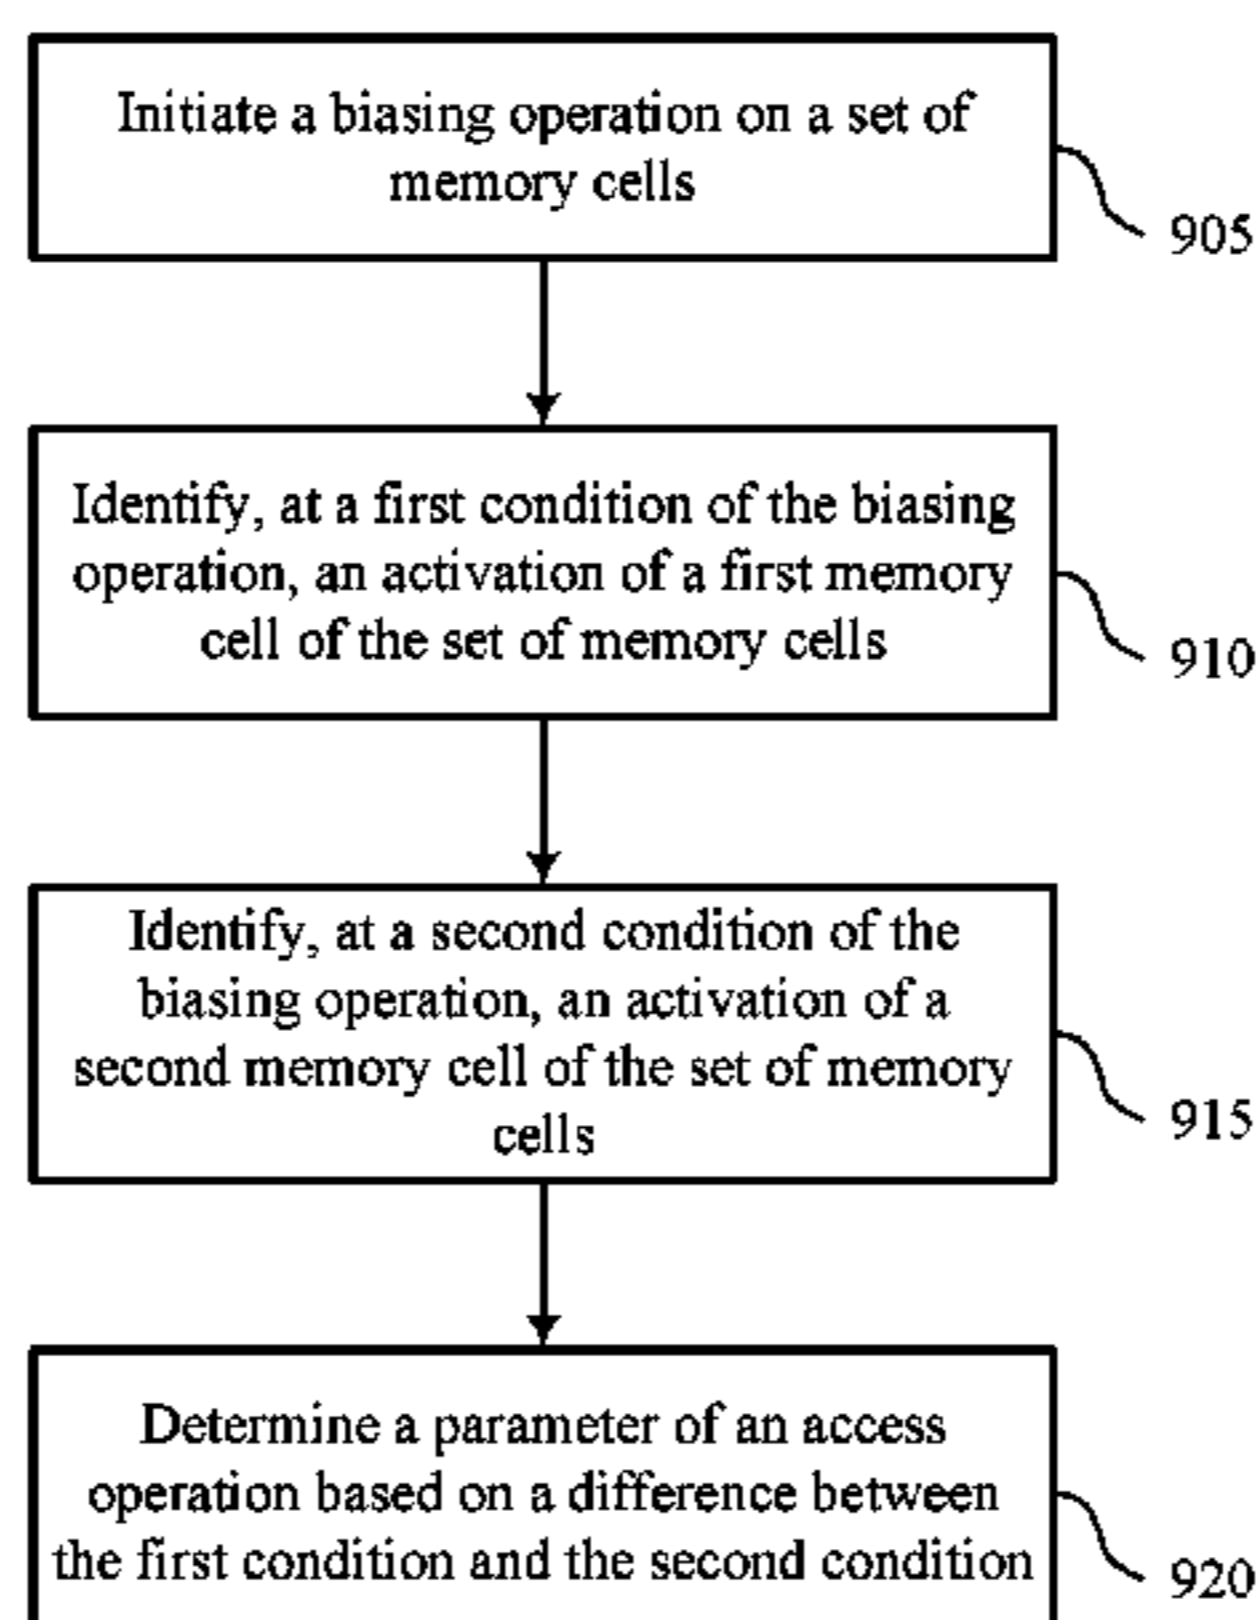 Initiate a biasing operation on a set of
memory cells
905
Identify, at a first condition of the biasing
operation, an activation of a first memory
cell of the set of memory cells
910
Identify, at a second condition of the
biasing operation, an activation of a
second memory cell of the set of memory
cells
915
Determine a parameter of an access
operation based on a difference between
the first condition and the second condition
920